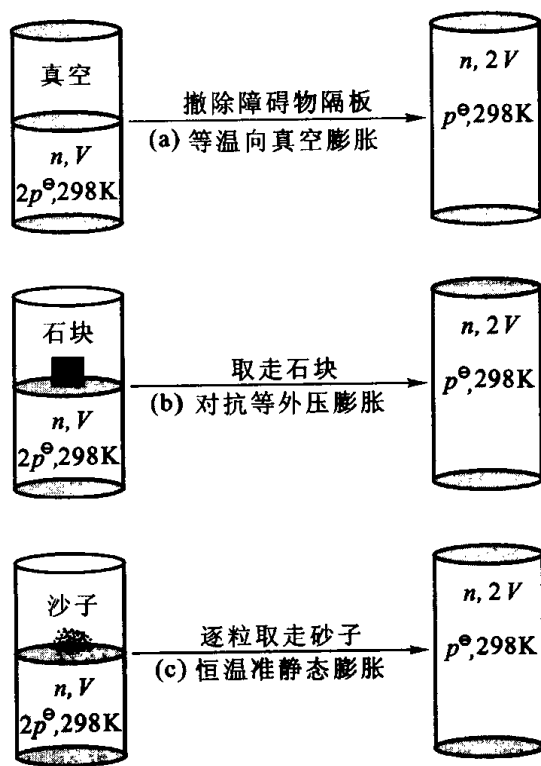 真空
n, V
2p⊖,298K
撤除障碍物隔板
(a) 等温向真空膨胀
n, 2V
p⊖,298K
石块
n, V
2p⊖,298K
取走石块
(b) 对抗等外压膨胀
n, 2V
p⊖,298K
沙子
n, V
2p⊖,298K
逐粒取走砂子
(c) 恒温准静态膨胀
n, 2V
p⊖,298K